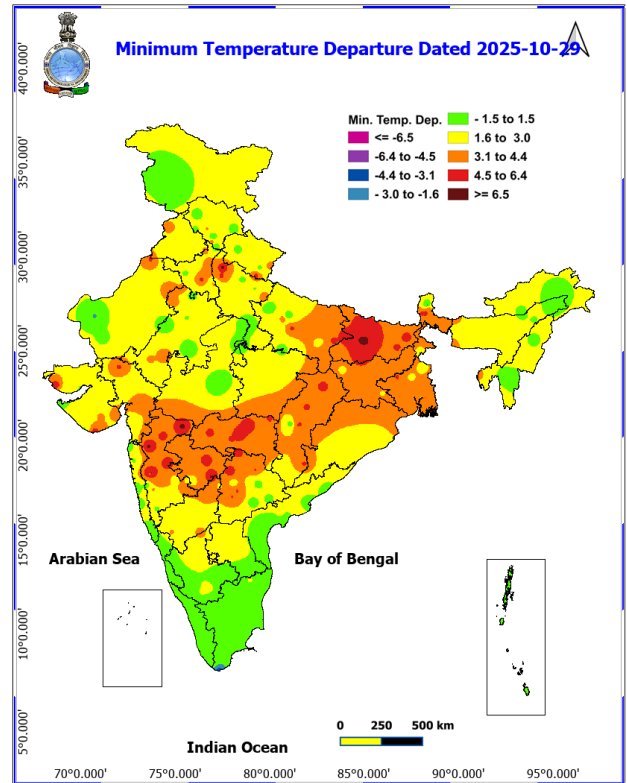 Minimum Temperature Departure Dated 2025-10-29
Min. Temp. Dep.
<= -6.5
-6.4 to -4.5
-4.4 to -3.1
- 3.0 to -1.6
- 1.5 to 1.5
1.6 to 3.0
3.1 to 4.4
4.5 to 6.4
>= 6.5
40°0.000'
35°0.000'
30°0.000'
25°0.000'
20°0.000'
15°0.000'
10°0.000'
5°0.000'
Arabian Sea
Bay of Bengal
Indian Ocean
0 250 500 km
70°0.000' 75°0.000' 80°0.000' 85°0.000' 90°0.000' 95°0.000'